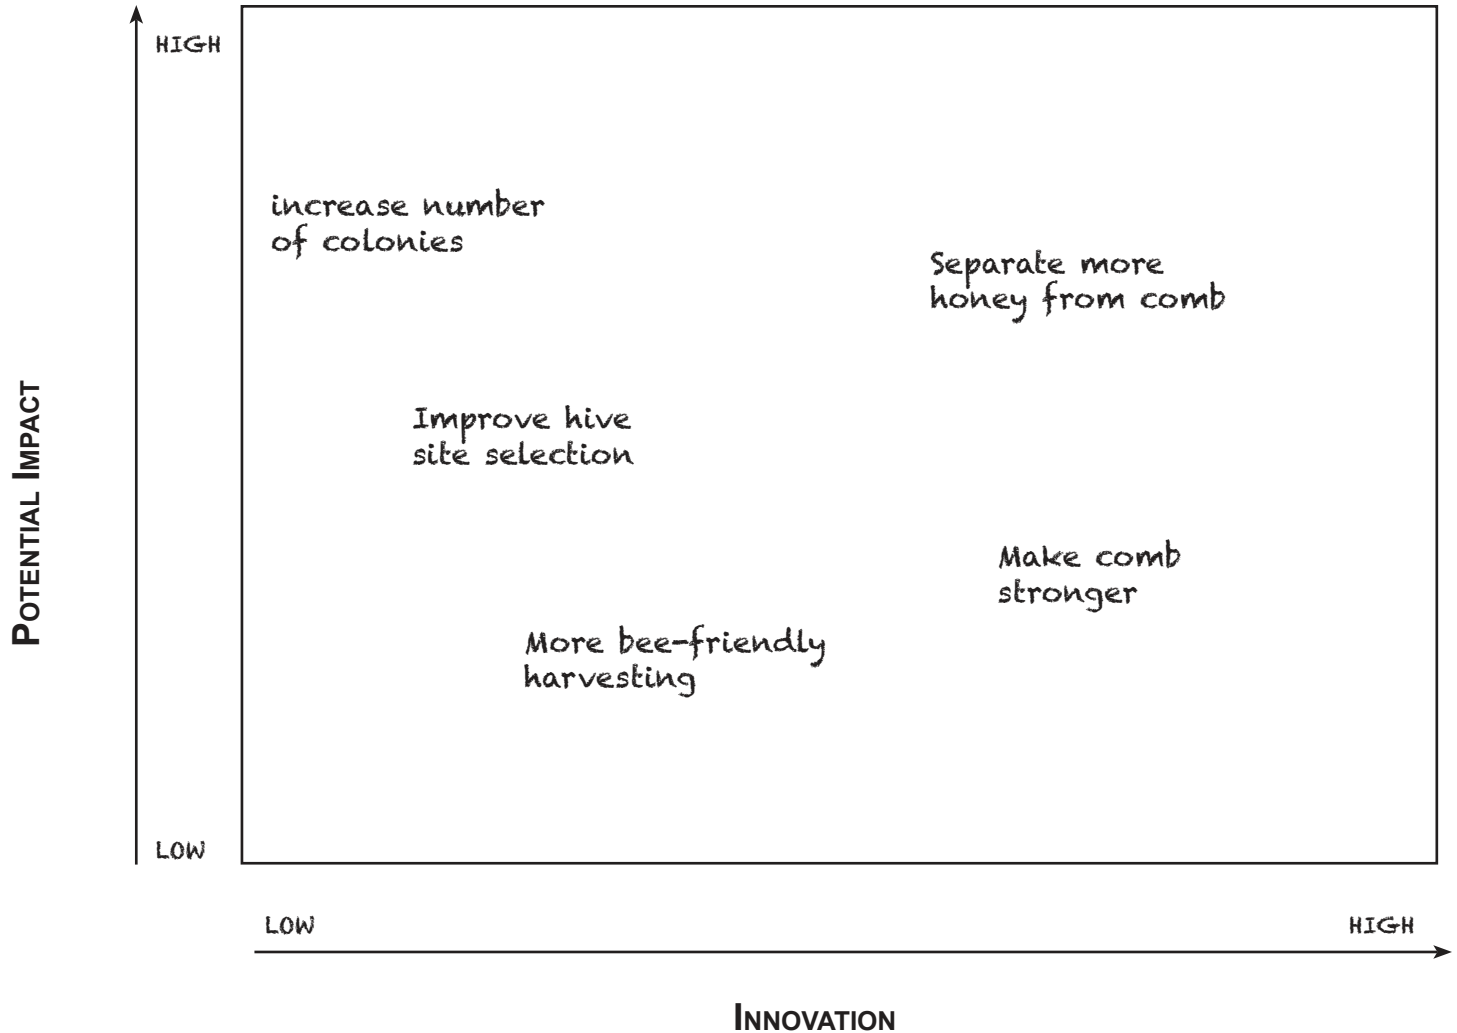 HIGH
increase number
of colonies
Separate more
honey from comb
Improve hive
site selection
POTENTIAL IMPACT
Make comb
stronger
More bee-friendly
harvesting
LOW
LOW
HIGH
INNOVATION